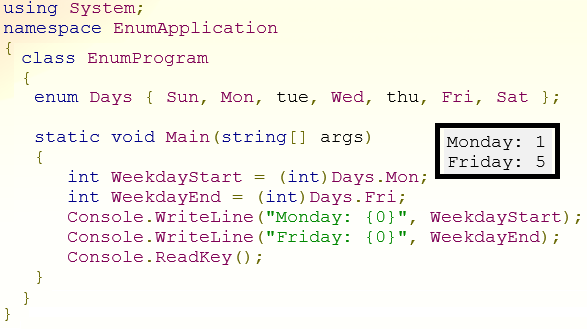 using System;
namespace EnumApplication
{
class EnumProgram
{
enum Days { Sun, Mon, tue, Wed, thu, Fri, Sat };
static void Main(string[] args)
{
int WeekdayStart = (int)Days.Mon;
int WeekdayEnd = (int)Days.Fri;
Console.WriteLine("Monday: {0}", WeekdayStart);
Console.WriteLine("Friday: {0}", WeekdayEnd);
Console.ReadKey();
}
}
}
Monday: 1
Friday: 5